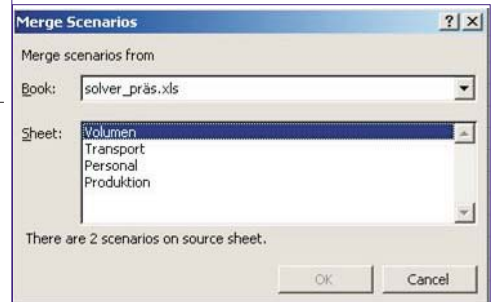 Merge Scenarios
Merge scenarios from
Book: solver_präs.xls
Sheet: Volumen
Transport
Personal
Produktion
There are 2 scenarios on source sheet.
OK Cancel